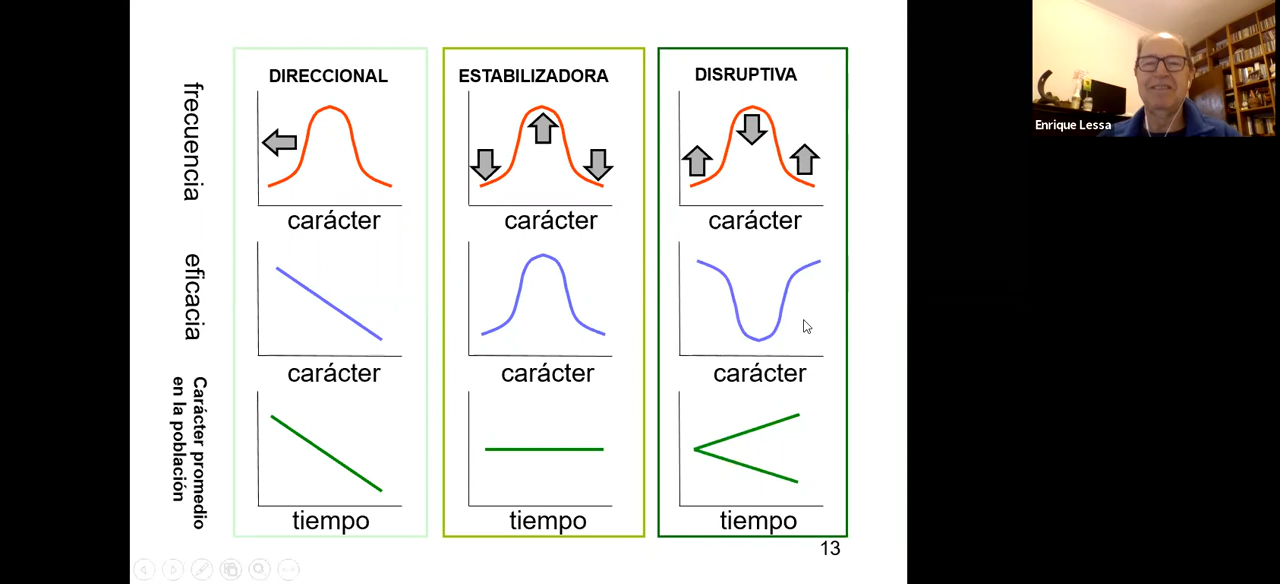 DIRECCIONAL
ESTABILIZADORA
DISRUPTIVA
frecuencia
carácter
carácter
carácter
eficacia
carácter
carácter
carácter
Carácter promedio
en la población
tiempo
tiempo
tiempo
13
Enrique Lessa